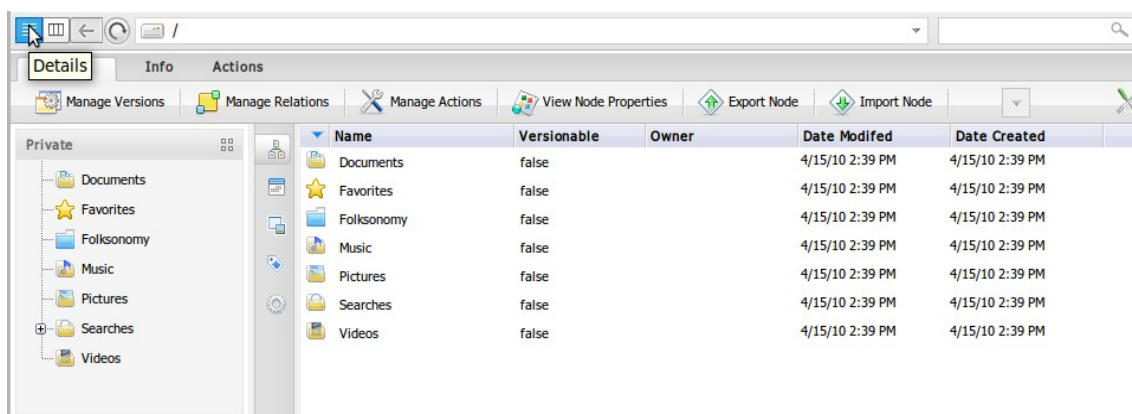 /
Details Info Actions
Manage Versions Manage Relations Manage Actions View Node Properties Export Node Import Node
Private
Documents
Favorites
Folksonomy
Music
Pictures
Searches
Videos
Name Versionable Owner Date Modifed Date Created
Documents false 4/15/10 2:39 PM 4/15/10 2:39 PM
Favorites false 4/15/10 2:39 PM 4/15/10 2:39 PM
Folksonomy false 4/15/10 2:39 PM 4/15/10 2:39 PM
Music false 4/15/10 2:39 PM 4/15/10 2:39 PM
Pictures false 4/15/10 2:39 PM 4/15/10 2:39 PM
Searches false 4/15/10 2:39 PM 4/15/10 2:39 PM
Videos false 4/15/10 2:39 PM 4/15/10 2:39 PM